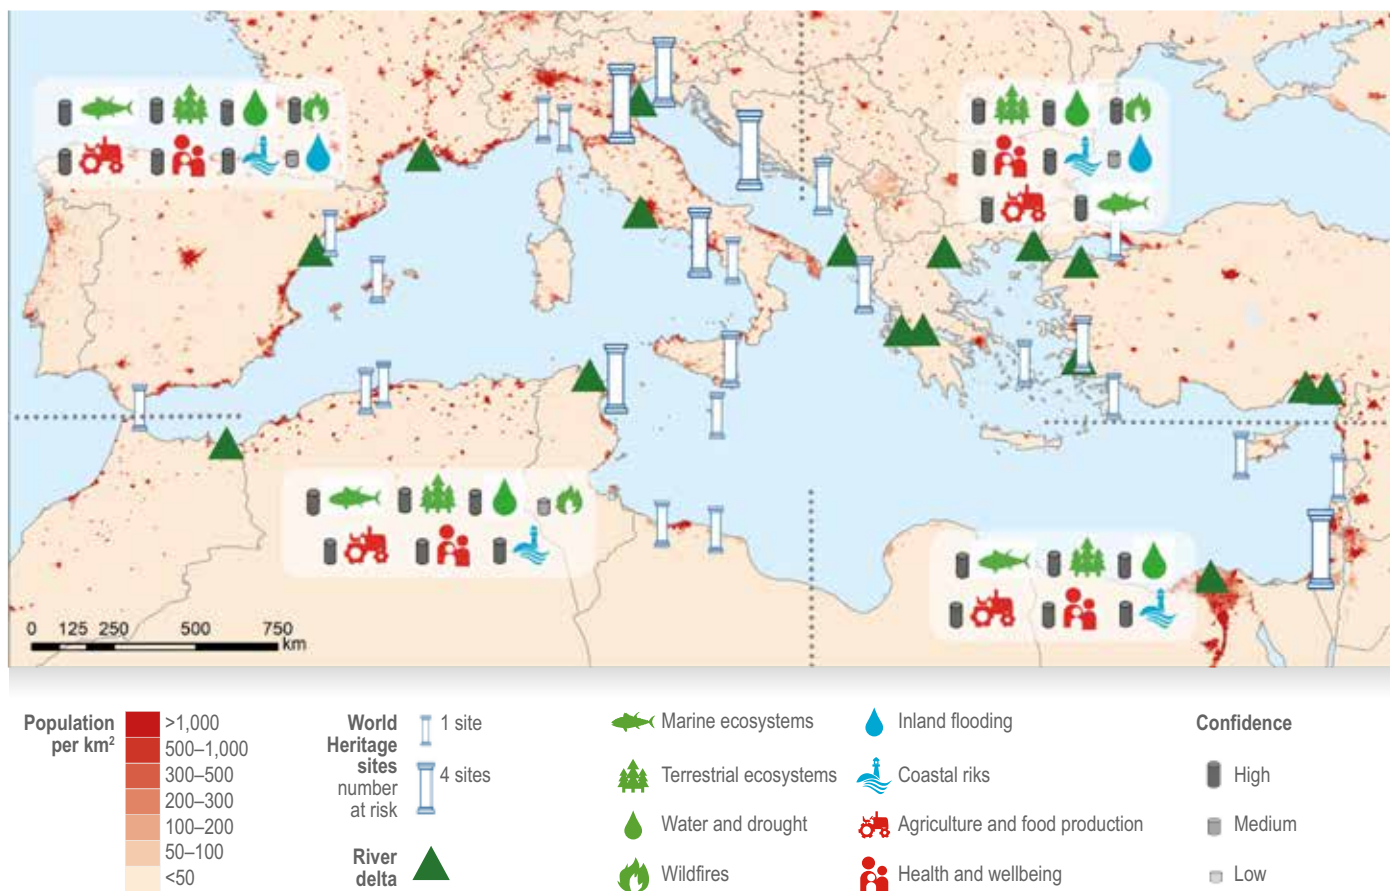 0 125 250 500 750
km
Population
per km²
>1,000
500–1,000
300–500
200–300
100–200
50–100
<50
World
Heritage
sites
number
at risk
1 site
4 sites
River
delta
Marine ecosystems
Terrestrial ecosystems
Water and drought
Wildfires
Inland flooding
Coastal riks
Agriculture and food production
Health and wellbeing
Confidence
High
Medium
Low